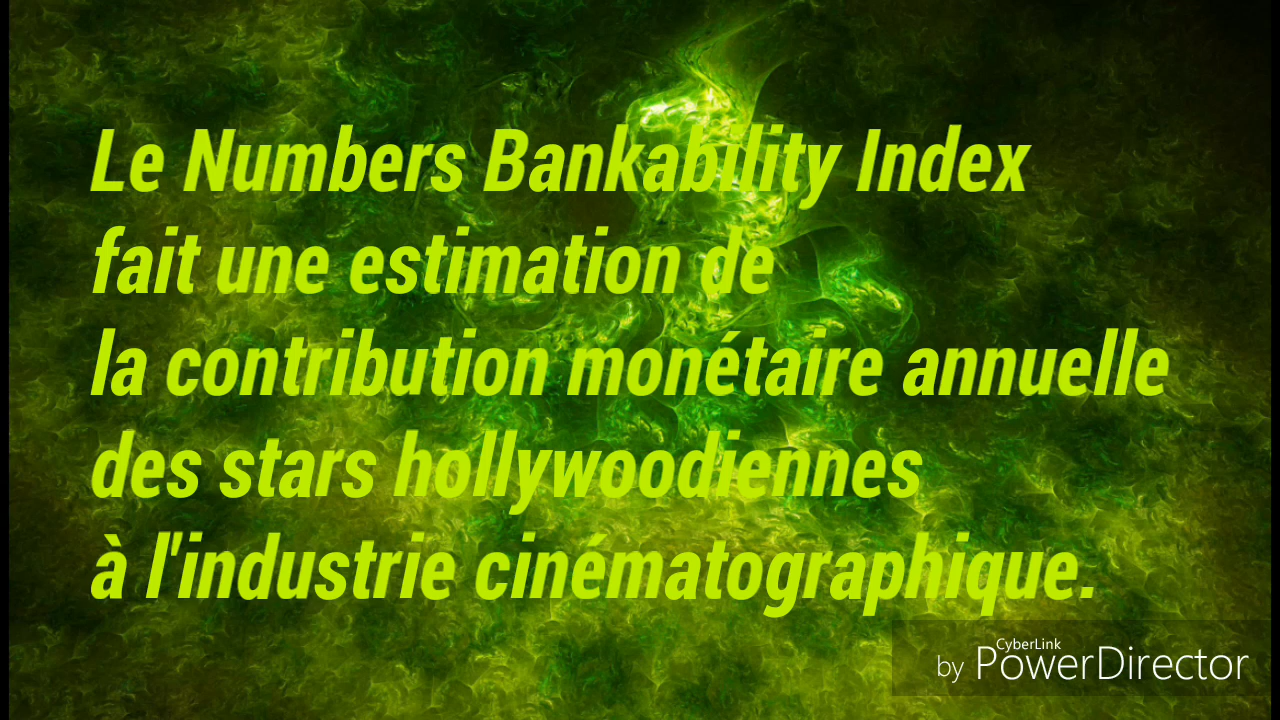 Le Numbers Bankability Index
fait une estimation de
la contribution monétaire annuelle
des stars hollywoodiennes
à l'industrie cinématographique.
CyberLink
by PowerDirector